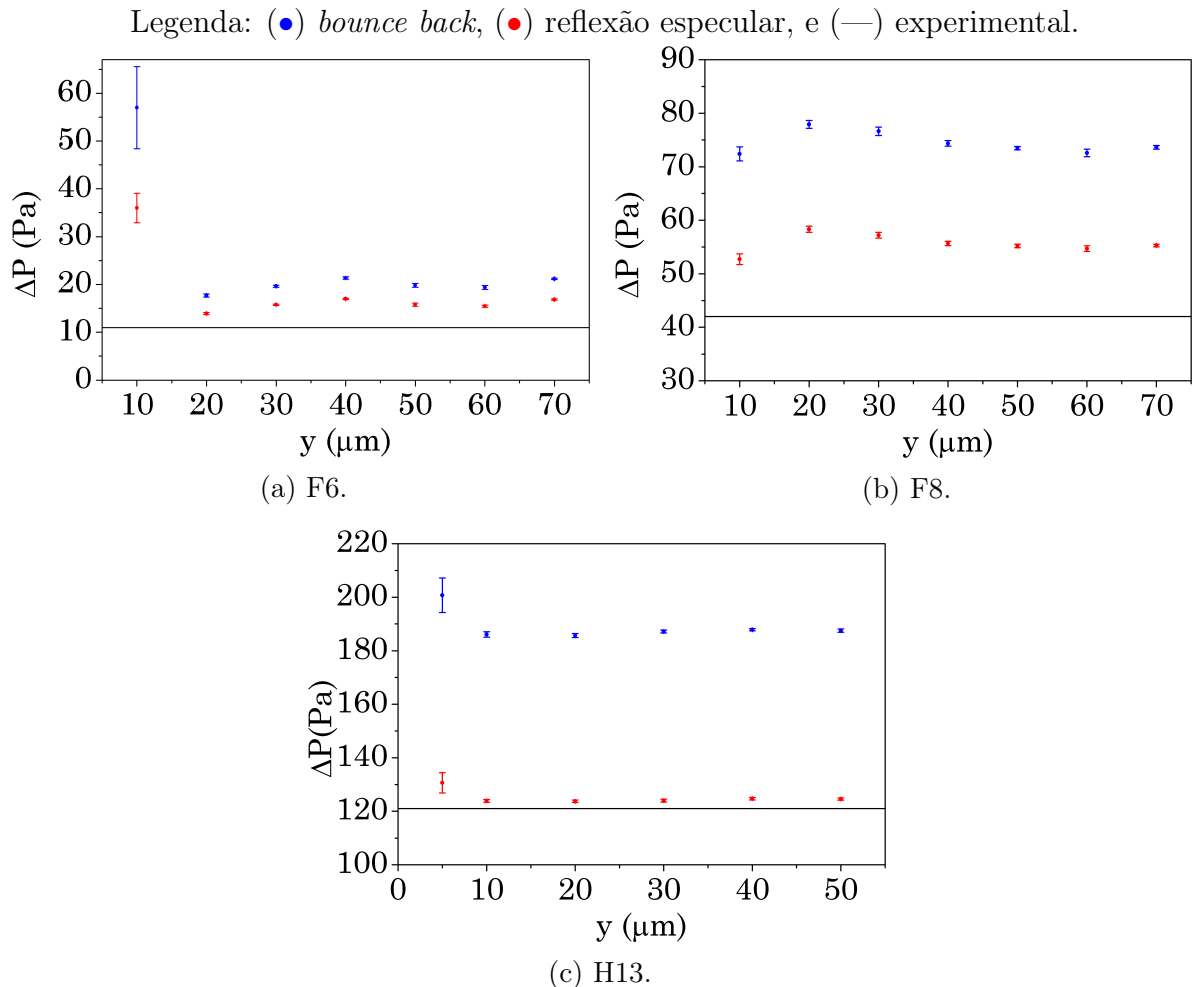 Legenda: (•) bounce back, (•) reflexão especular, e (—) experimental.
60
50
40
30
20
10
0
ΔP (Pa)
10 20 30 40 50 60 70
y (μm)
(a) F6.
90
80
70
60
50
40
30
ΔP (Pa)
10 20 30 40 50 60 70
y (μm)
(b) F8.
220
200
180
160
140
120
100
ΔP(Pa)
0 10 20 30 40 50
y (μm)
(c) H13.